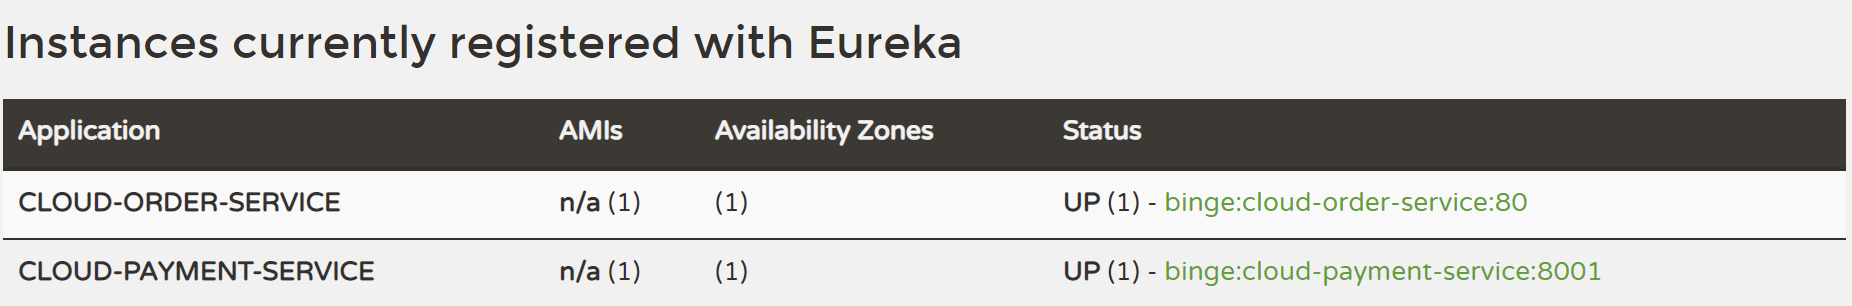 Instances currently registered with Eureka
Application AMIs Availability Zones Status
CLOUD-ORDER-SERVICE n/a (1) (1) UP (1) - binge:cloud-order-service:80
CLOUD-PAYMENT-SERVICE n/a (1) (1) UP (1) - binge:cloud-payment-service:8001